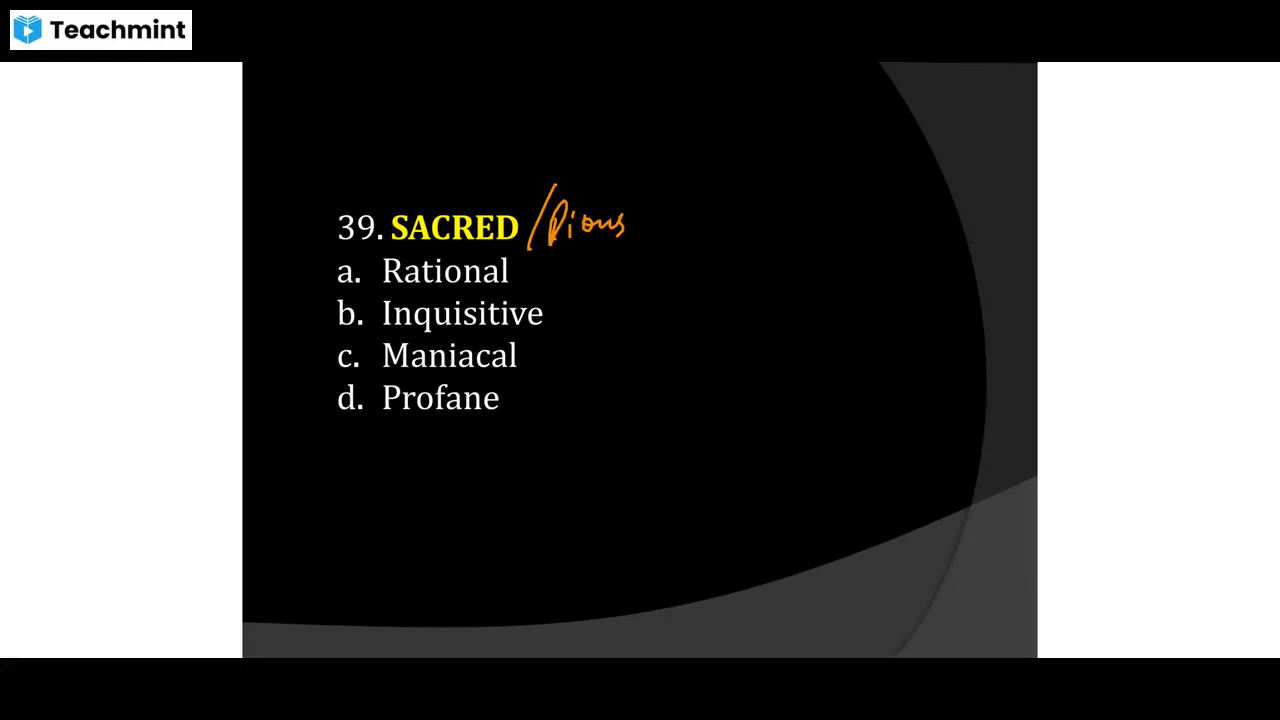 Teachmint
39. SACRED /Pious
a. Rational
b. Inquisitive
c. Maniacal
d. Profane